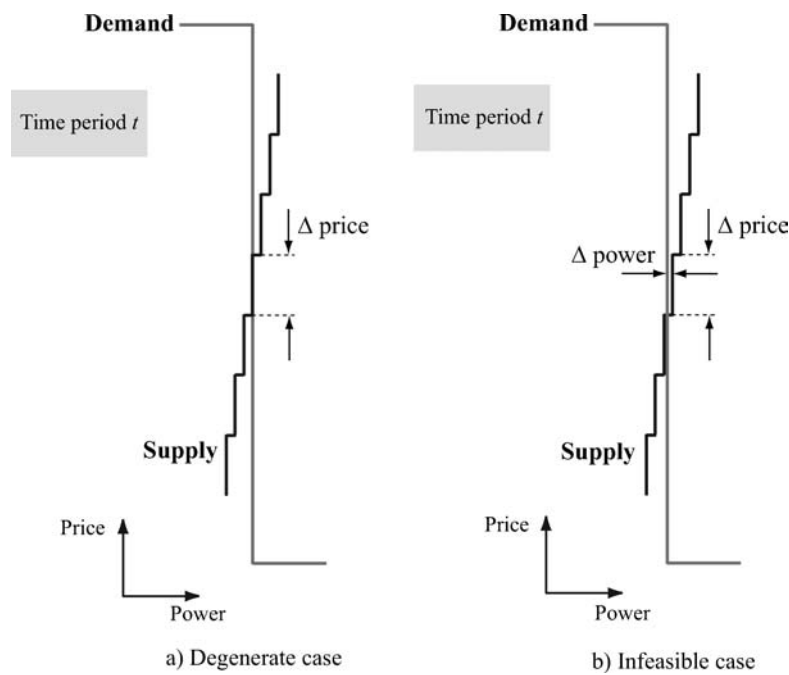 Demand
Time period t
Δ price
Supply
Price
Power
a) Degenerate case
Demand
Time period t
Δ price
Δ power
Supply
Price
Power
b) Infeasible case